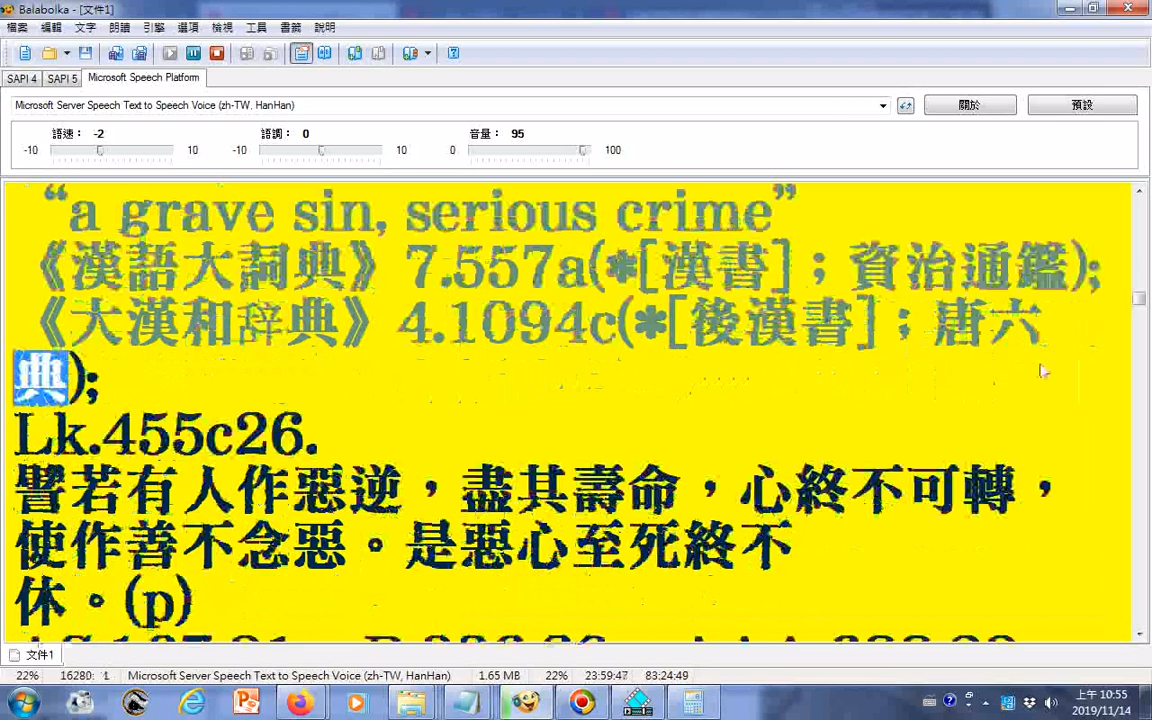 Balabolka - [文件1]
檔案 編輯 文字 朗讀 引擎 選項 檢視 工具 書籤 說明
SAPI 4 SAPI 5 Microsoft Speech Platform
Microsoft Server Speech Text to Speech Voice (zh-TW, HanHan) 關於 預設
語速： -2 語調： 0 音量： 95
-10 10 -10 10 0 100
“a grave sin, serious crime”
《漢語大詞典》 7.557a(*[漢書]；資治通鑑);
《大漢和辞典》 4.1094c(*[後漢書]；唐六
典);
Lk.455c26.
譬若有人作惡逆，盡其壽命，心終不可轉，
使作善不念惡。是惡心至死終不
休。(p)
文件1
22% 16280: 1 Microsoft Server Speech Text to Speech Voice (zh-TW, HanHan) 1.65 MB 22% 23:59:47 83:24:49
上午 10:55
2019/11/14